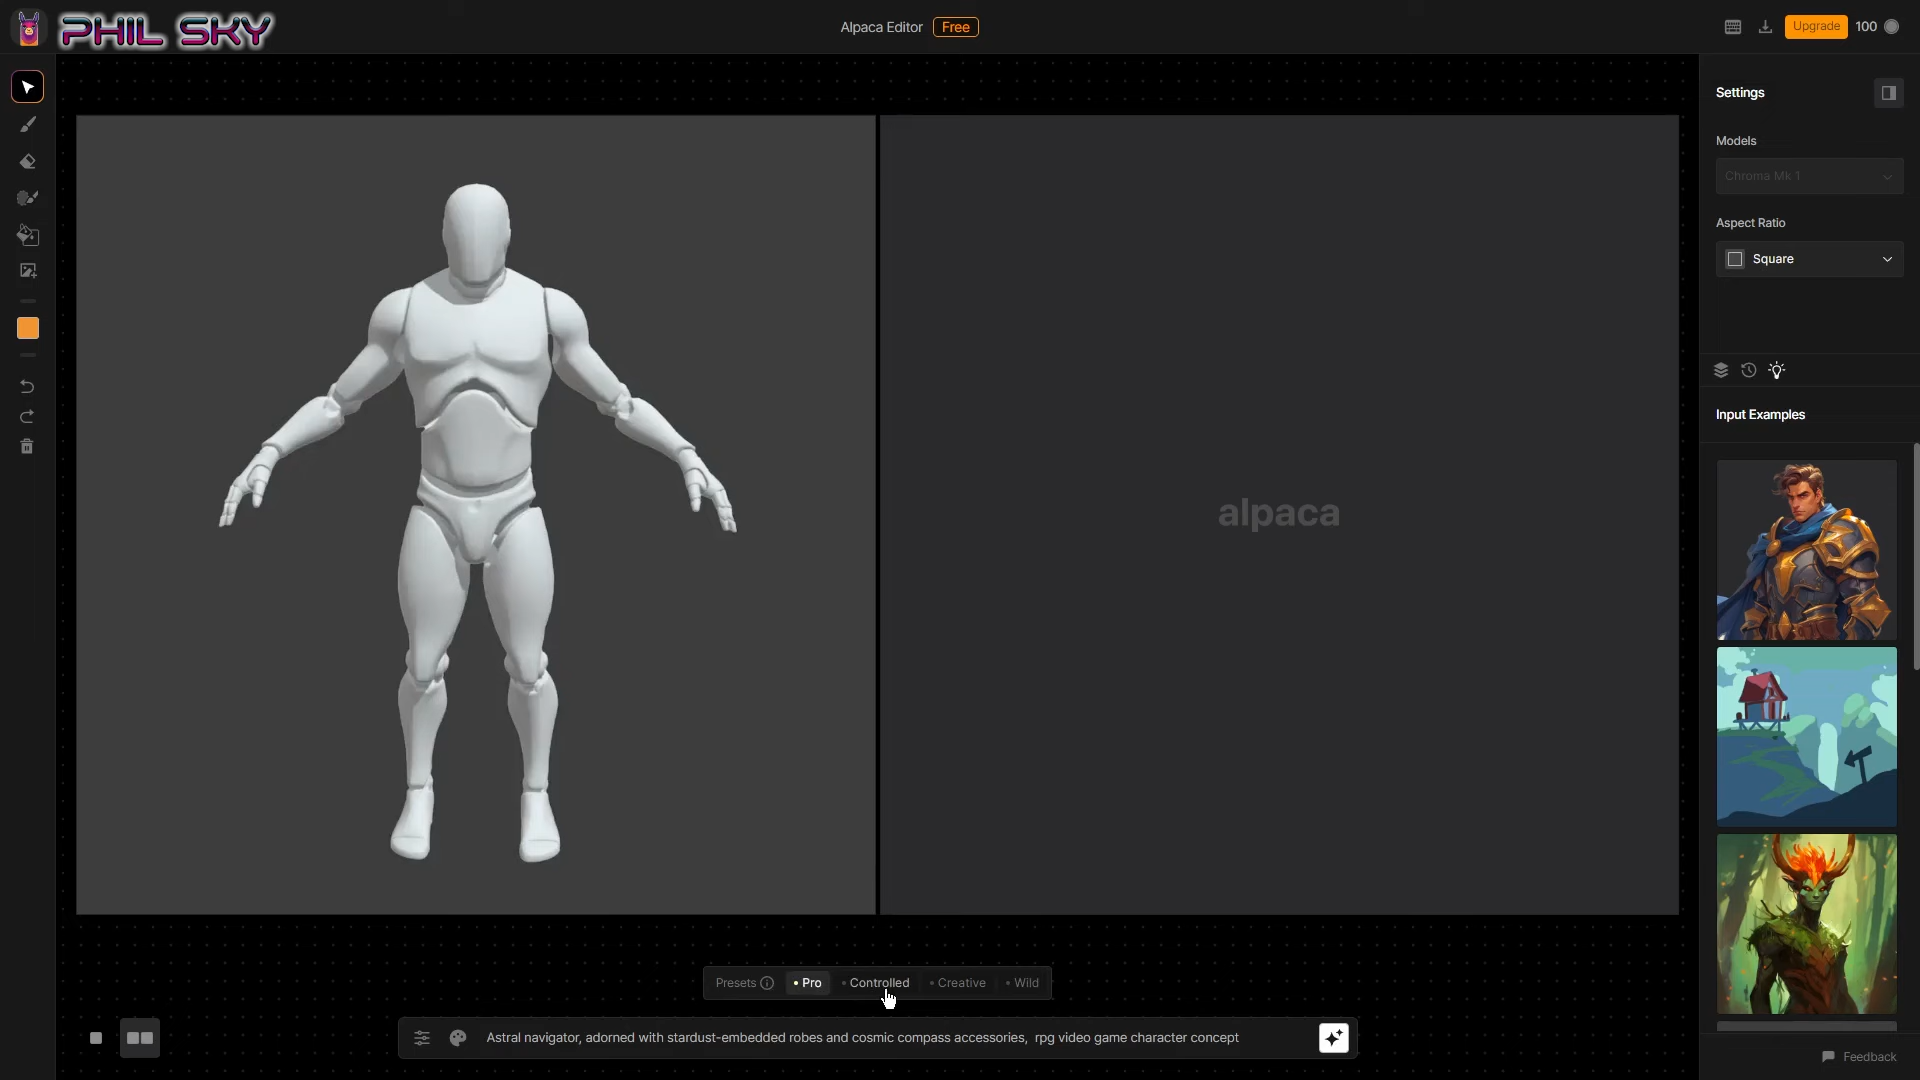 PHIL SKY
Alpaca Editor Free
Upgrade 100
Settings
Models
Chroma Mk 1
Aspect Ratio
Square
Input Examples
alpaca
Presets Pro Controlled Creative Wild
Astral navigator, adorned with stardust-embedded robes and cosmic compass accessories, rpg video game character concept
Feedback